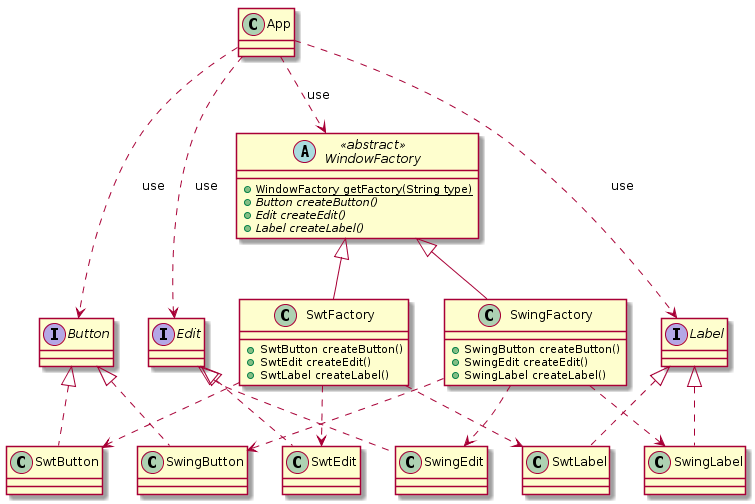 C App
use
use
use
use
A «abstract»
WindowFactory
WindowFactory getFactory(String type)
Button createButton()
Edit createEdit()
Label createLabel()
I Button
I Edit
C SwtFactory
SwtButton createButton()
SwtEdit createEdit()
SwtLabel createLabel()
C SwingFactory
SwingButton createButton()
SwingEdit createEdit()
SwingLabel createLabel()
I Label
C SwtButton
C SwingButton
C SwtEdit
C SwingEdit
C SwtLabel
C SwingLabel